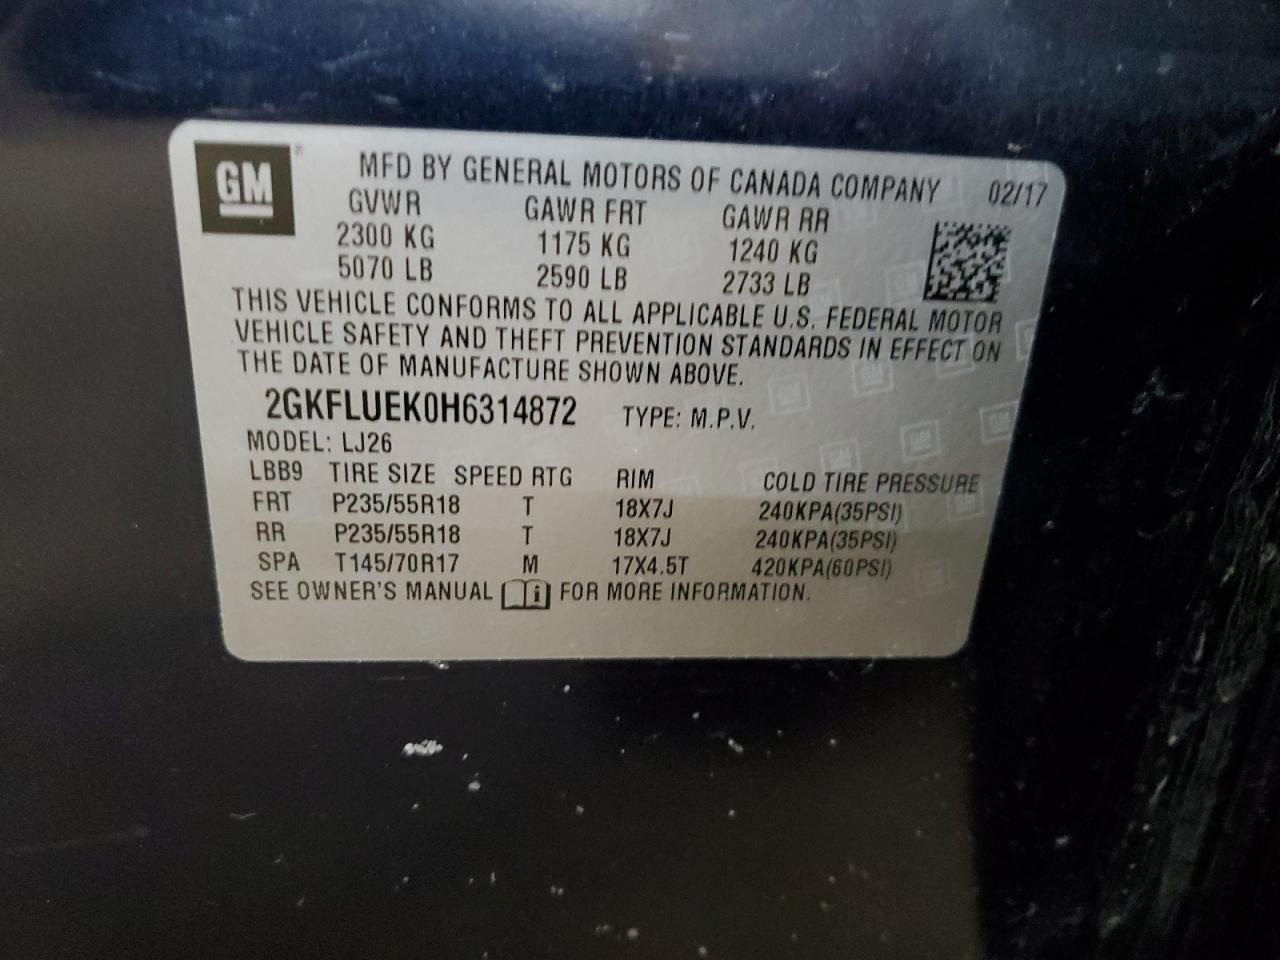 GM® MFD BY GENERAL MOTORS OF CANADA COMPANY 02/17
GVWR GAWR FRT GAWR RR
2300 KG 1175 KG 1240 KG
5070 LB 2590 LB 2733 LB
THIS VEHICLE CONFORMS TO ALL APPLICABLE U.S. FEDERAL MOTOR
VEHICLE SAFETY AND THEFT PREVENTION STANDARDS IN EFFECT ON
THE DATE OF MANUFACTURE SHOWN ABOVE.
2GKFLUEK0H6314872 TYPE: M.P.V.
MODEL: LJ26
LBB9 TIRE SIZE SPEED RTG RIM COLD TIRE PRESSURE
FRT P235/55R18 T 18X7J 240KPA(35PSI)
RR P235/55R18 T 18X7J 240KPA(35PSI)
SPA T145/70R17 M 17X4.5T 420KPA(60PSI)
SEE OWNER'S MANUAL i FOR MORE INFORMATION.